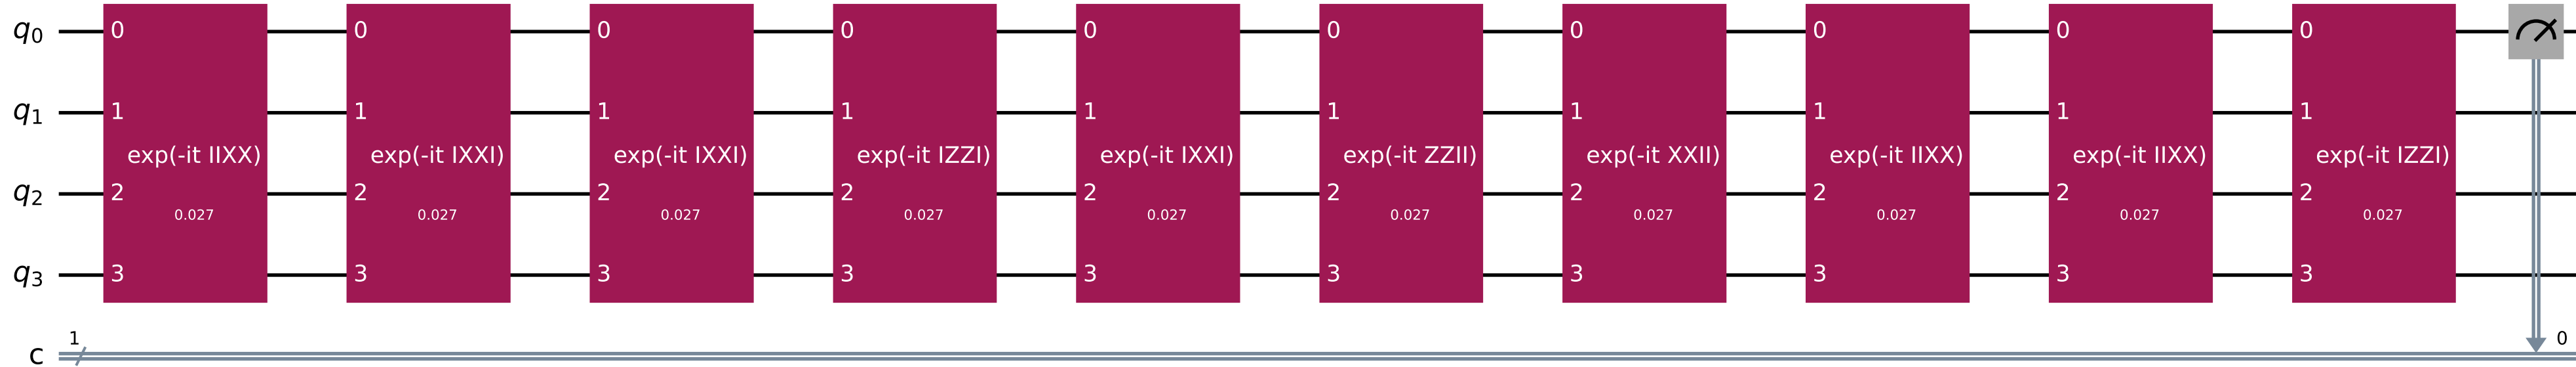 q0 0 0 0 0 0 0 0 0 0 0
q1 1 1 1 1 1 1 1 1 1 1
exp(-it IIXX) exp(-it IXXI) exp(-it IXXI) exp(-it IZZI) exp(-it IXXI) exp(-it ZZII) exp(-it XXII) exp(-it IIXX) exp(-it IIXX) exp(-it IZZI)
q2 2 2 2 2 2 2 2 2 2 2
0.027 0.027 0.027 0.027 0.027 0.027 0.027 0.027 0.027 0.027
q3 3 3 3 3 3 3 3 3 3 3
1 0
c